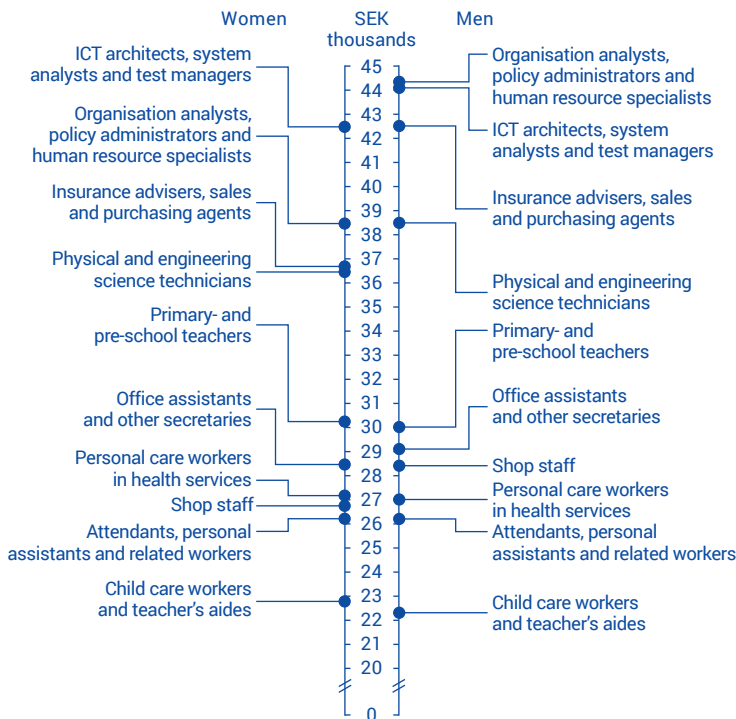 Women
SEK
thousands
Men
ICT architects, system
analysts and test managers
Organisation analysts,
policy administrators and
human resource specialists
Insurance advisers, sales
and purchasing agents
Physical and engineering
science technicians
Primary- and
pre-school teachers
Office assistants
and other secretaries
Personal care workers
in health services
Shop staff
Attendants, personal
assistants and related workers
Child care workers
and teacher's aides
45
44
43
42
41
40
39
38
37
36
35
34
33
32
31
30
29
28
27
26
25
24
23
22
21
20
0
Organisation analysts,
policy administrators and
human resource specialists
ICT architects, system
analysts and test managers
Insurance advisers, sales
and purchasing agents
Physical and engineering
science technicians
Primary- and
pre-school teachers
Office assistants
and other secretaries
Shop staff
Personal care workers
in health services
Attendants, personal
assistants and related workers
Child care workers
and teacher's aides